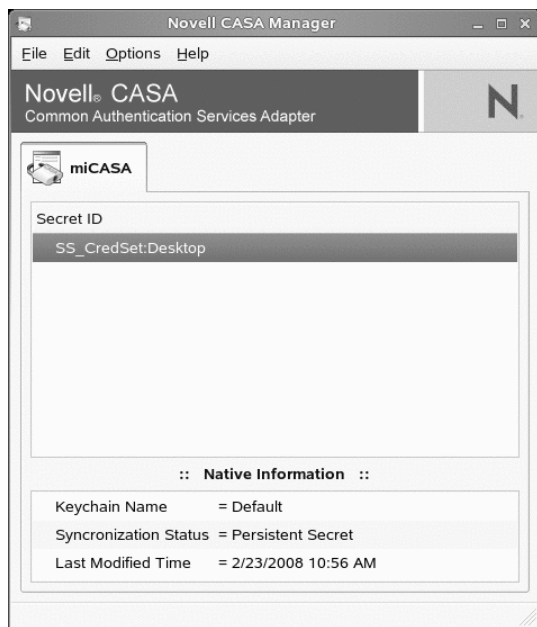 Novell CASA Manager
File Edit Options Help
Novell® CASA
Common Authentication Services Adapter
N
miCASA
Secret ID
SS_CredSet:Desktop
:: Native Information ::
Keychain Name = Default
Syncronization Status = Persistent Secret
Last Modified Time = 2/23/2008 10:56 AM